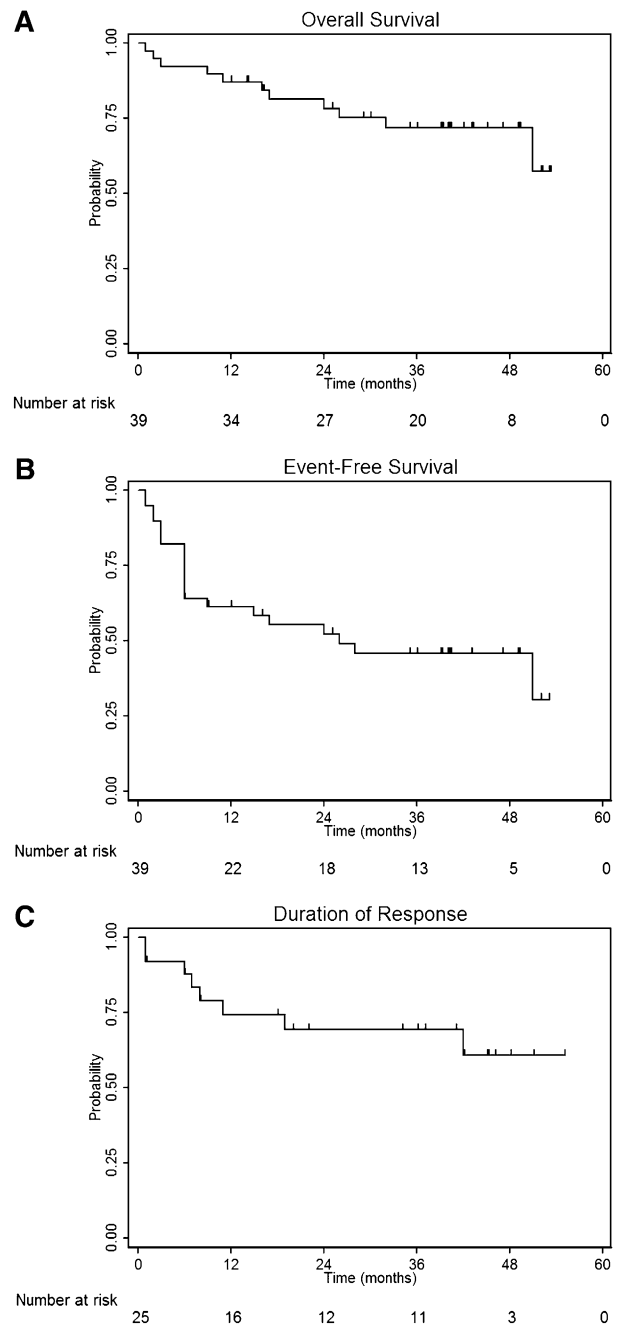 A
Overall Survival
1.00
0.75
0.50
0.25
0.00
Probability
0 12 24 36 48 60
Time (months)
Number at risk
39 34 27 20 8 0
B
Event-Free Survival
1.00
0.75
0.50
0.25
0.00
Probability
0 12 24 36 48 60
Time (months)
Number at risk
39 22 18 13 5 0
C
Duration of Response
1.00
0.75
0.50
0.25
0.00
Probability
0 12 24 36 48 60
Time (months)
Number at risk
25 16 12 11 3 0